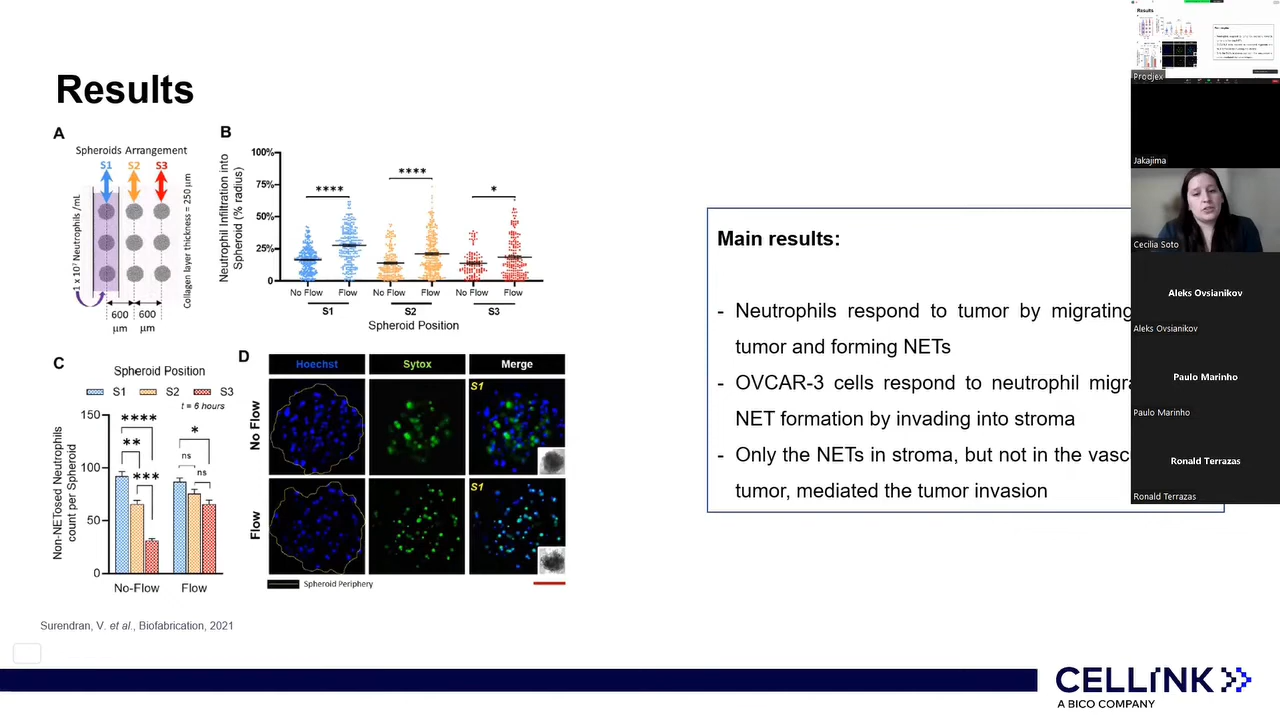 Results
A
Spheroids Arrangement
S1
S2
S3
1 x 10⁷ Neutrophils /mL
Collagen layer thickness = 250 µm
600
µm
600
µm
B
Neutrophil Infiltration into
Spheroid (% radius)
100%
75%
50%
25%
0
****
****
*
No Flow
Flow
No Flow
Flow
No Flow
Flow
S1
S2
S3
Spheroid Position
C
Spheroid Position
S1
S2
S3
t = 6 hours
Non-NETosed Neutrophils
count per Spheroid
150
100
50
0
****
**
***
*
ns
ns
No-Flow
Flow
D
Hoechst
Sytox
Merge
No Flow
S1
Flow
S1
Spheroid Periphery
Surendran, V. et al., Biofabrication, 2021
Main results:
- Neutrophils respond to tumor by migrating
tumor and forming NETs
- OVCAR-3 cells respond to neutrophil migra
NET formation by invading into stroma
- Only the NETs in stroma, but not in the vasc
tumor, mediated the tumor invasion
Results
Prodjex
Jakajima
Cecilia Soto
Aleks Ovsianikov
Aleks Ovsianikov
Paulo Marinho
Paulo Marinho
Ronald Terrazas
Ronald Terrazas
CELLINK
A BICO COMPANY